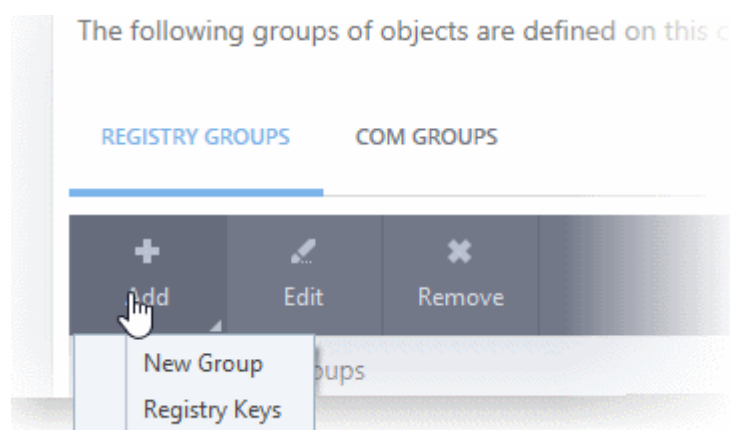 The following groups of objects are defined on this c
REGISTRY GROUPS COM GROUPS
Add Edit Remove
New Group
oups
Registry Keys